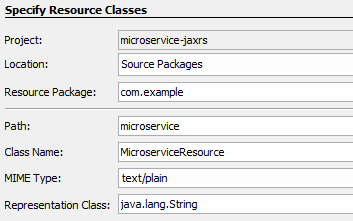 Specify Resource Classes
Project: microservice-jaxrs
Location: Source Packages
Resource Package: com.example
Path: microservice
Class Name: MicroserviceResource
MIME Type: text/plain
Representation Class: java.lang.String